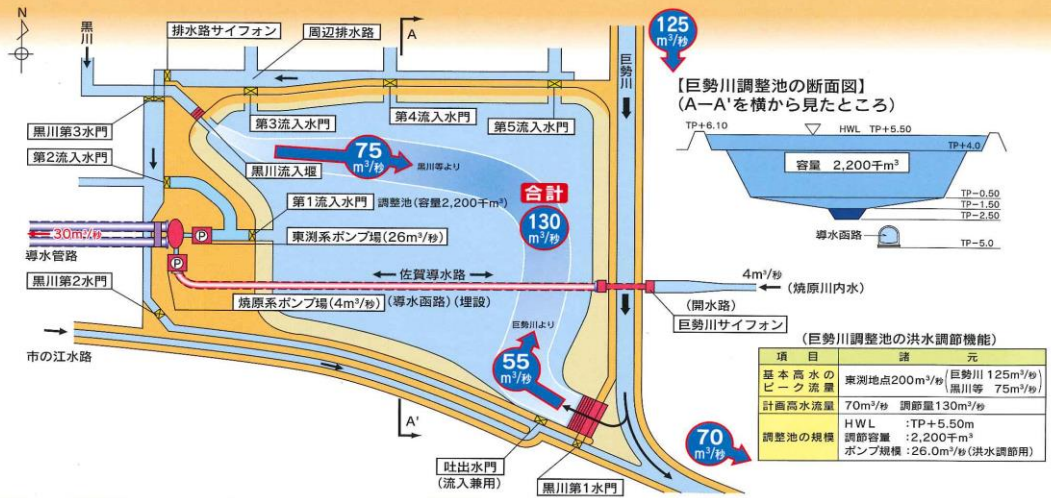 N
黒川
排水路サイフォン
周辺排水路
A
巨勢川
125
m³/秒
【巨勢川調整池の断面図】
(A－A'を横から見たところ)
TP+6.10
HWL TP+5.50
TP+4.0
容量 2,200千m³
TP−0.50
TP−1.50
TP−2.50
導水函路
TP−5.0
黒川第3水門
第2流入水門
第3流入水門
第4流入水門
第5流入水門
黒川流入堰
75
m³/秒
黒川等より
合計
130
m³/秒
第1流入水門
調整池(容量2,200千m³)
30m³/秒
導水管路
P
東渕系ポンプ場(26m³/秒)
P
黒川第2水門
佐賀導水路
焼原系ポンプ場(4m³/秒)
(導水函路)(埋設)
4m³/秒
(焼原川内水)
(開水路)
巨勢川サイフォン
市の江水路
巨勢川より
55
m³/秒
A'
吐出水門
(流入兼用)
黒川第1水門
70
m³/秒
(巨勢川調整池の洪水調節機能)
項 目 諸 元
基本高水の
ピーク流量
東渕地点200m³/秒
(巨勢川 125m³/秒
黒川等 75m³/秒)
計画高水流量
70m³/秒 調節量130m³/秒
調整池の規模
HWL :TP+5.50m
調節容量 :2,200千m³
ポンプ規模 :26.0m³/秒(洪水調節用)